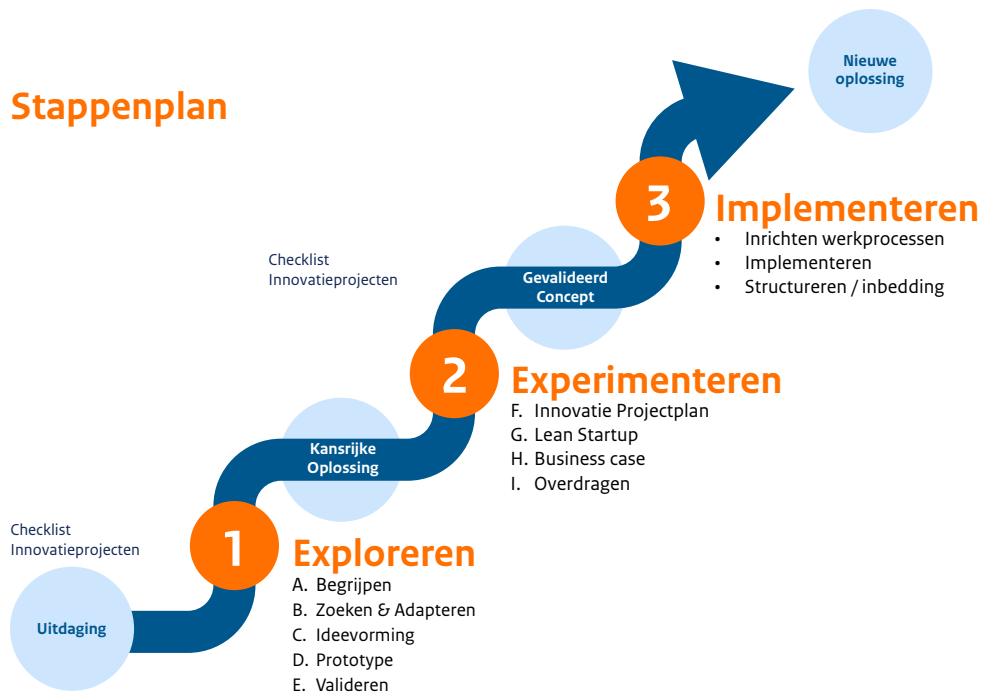 Stappenplan
Nieuwe
oplossing
3
Implementeren
• Inrichten werkprocessen
• Implementeren
• Structureren / inbedding
Checklist
Innovatieprojecten
Gevalideerd
Concept
2
Experimenteren
F. Innovatie Projectplan
G. Lean Startup
H. Business case
I. Overdragen
Kansrijke
Oplossing
Checklist
Innovatieprojecten
1
Exploreren
A. Begrijpen
B. Zoeken & Adapteren
C. Ideevorming
D. Prototype
E. Valideren
Uitdaging